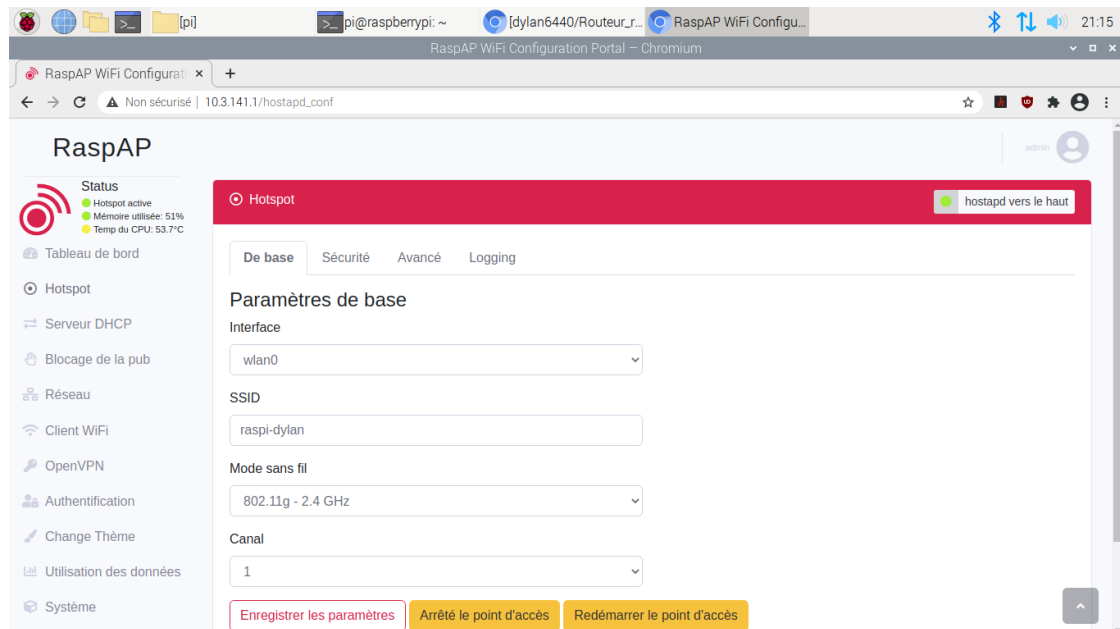 [pi]
pi@raspberrypi: ~
[dylan6440/Routeur_r...
RaspAP WiFi Configu...
21:15
RaspAP WiFi Configuration Portal – Chromium
RaspAP WiFi Configurati
Non sécurisé | 10.3.141.1/hostapd_conf
RaspAP
admin
Status
Hotspot active
Mémoire utilisée: 51%
Temp du CPU: 53.7°C
Hotspot
hostapd vers le haut
Tableau de bord
Hotspot
Serveur DHCP
Blocage de la pub
Réseau
Client WiFi
OpenVPN
Authentification
Change Thème
Utilisation des données
Système
De base Sécurité Avancé Logging
Paramètres de base
Interface
wlan0
SSID
raspi-dylan
Mode sans fil
802.11g - 2.4 GHz
Canal
1
Enregistrer les paramètres Arrêté le point d'accès Redémarrer le point d'accès